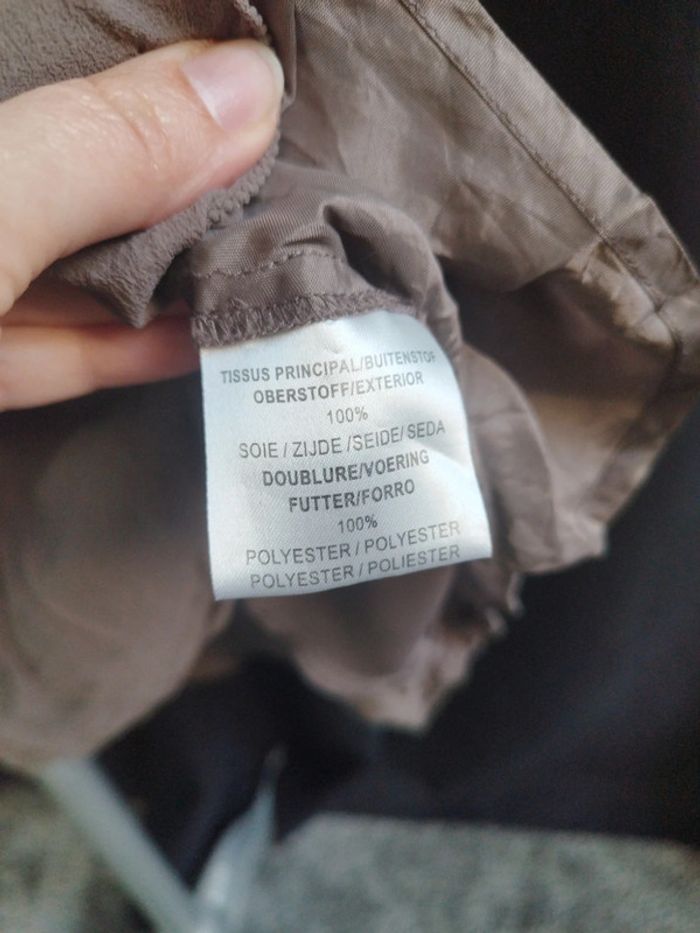 TISSUS PRINCIPAL/BUITENSTOF
OBERSTOFF/EXTERIOR
100%
SOIE / ZIJDE /SEIDE/ SEDA
DOUBLURE/VOERING
FUTTER/FORRO
100%
POLYESTER / POLYESTER
POLYESTER / POLIESTER